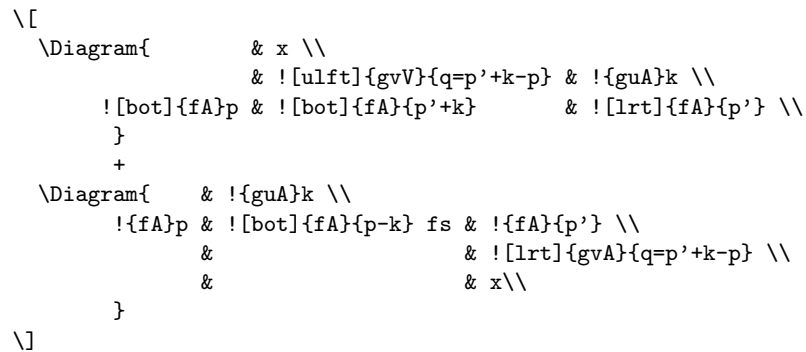 \[
  \Diagram{        & x \\
                   & ![ulft]{gvV}{q=p'+k-p} & !{guA}k \\
       ![bot]{fA}p & ![bot]{fA}{p'+k}       & ![lrt]{fA}{p'} \\
        }
        +
  \Diagram{    & !{guA}k \\
        !{fA}p & ![bot]{fA}{p-k} fs & !{fA}{p'} \\
               &                    & ![lrt]{gvA}{q=p'+k-p} \\
               &                    & x\\
        }
\]